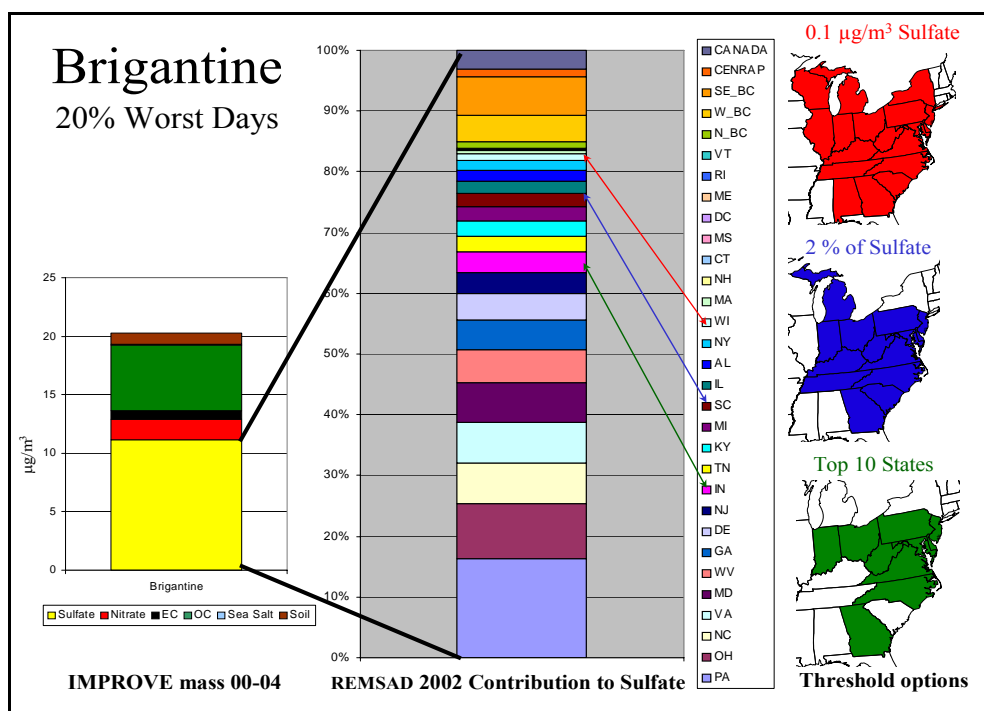 Brigantine
20% Worst Days
25
20
15
10
5
0
µg/m³
Brigantine
Sulfate Nitrate EC OC Sea Salt Soil
IMPROVE mass 00-04
100%
90%
80%
70%
60%
50%
40%
30%
20%
10%
0%
REMSAD 2002 Contribution to Sulfate
CANADA
CENRAP
SE_BC
W_BC
N_BC
VT
RI
ME
DC
MS
CT
NH
MA
WI
NY
AL
IL
SC
MI
KY
TN
IN
NJ
DE
GA
WV
MD
VA
NC
OH
PA
0.1 µg/m³ Sulfate
2 % of Sulfate
Top 10 States
Threshold options